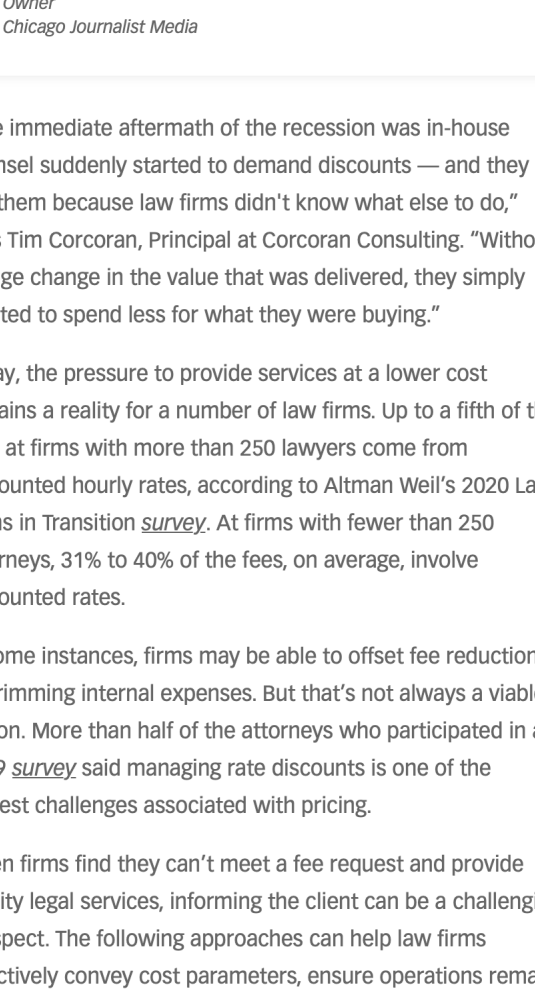 Owner
Chicago Journalist Media
e immediate aftermath of the recession was in-house
nsel suddenly started to demand discounts — and they
them because law firms didn't know what else to do,”
s Tim Corcoran, Principal at Corcoran Consulting. “Witho
ge change in the value that was delivered, they simply
ted to spend less for what they were buying.”
ay, the pressure to provide services at a lower cost
ains a reality for a number of law firms. Up to a fifth of t
at firms with more than 250 lawyers come from
ounted hourly rates, according to Altman Weil’s 2020 La
s in Transition survey. At firms with fewer than 250
rneys, 31% to 40% of the fees, on average, involve
ounted rates.
ome instances, firms may be able to offset fee reduction
rimming internal expenses. But that’s not always a viabl
on. More than half of the attorneys who participated in a
9 survey said managing rate discounts is one of the
est challenges associated with pricing.
en firms find they can’t meet a fee request and provide
ity legal services, informing the client can be a challengi
spect. The following approaches can help law firms
ctively convey cost parameters, ensure operations rema